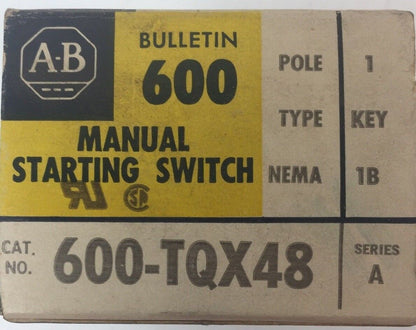 A-B
BULLETIN
600
MANUAL
STARTING SWITCH
POLE 1
TYPE KEY
NEMA 1B
CAT. NO. 600-TQX48
SERIES
A